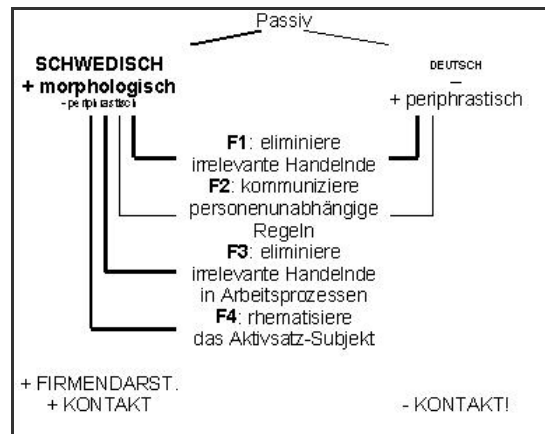 Passiv
SCHWEDISCH
+ morphologisch
- periphrastisch
DEUTSCH
–
+ periphrastisch
F1: eliminiere
irrelevante Handelnde
F2: kommuniziere
personenunabhängige
Regeln
F3: eliminiere
irrelevante Handelnde
in Arbeitsprozessen
F4: rhematisiere
das Aktivsatz-Subjekt
+ FIRMENDARST.
+ KONTAKT
- KONTAKT!